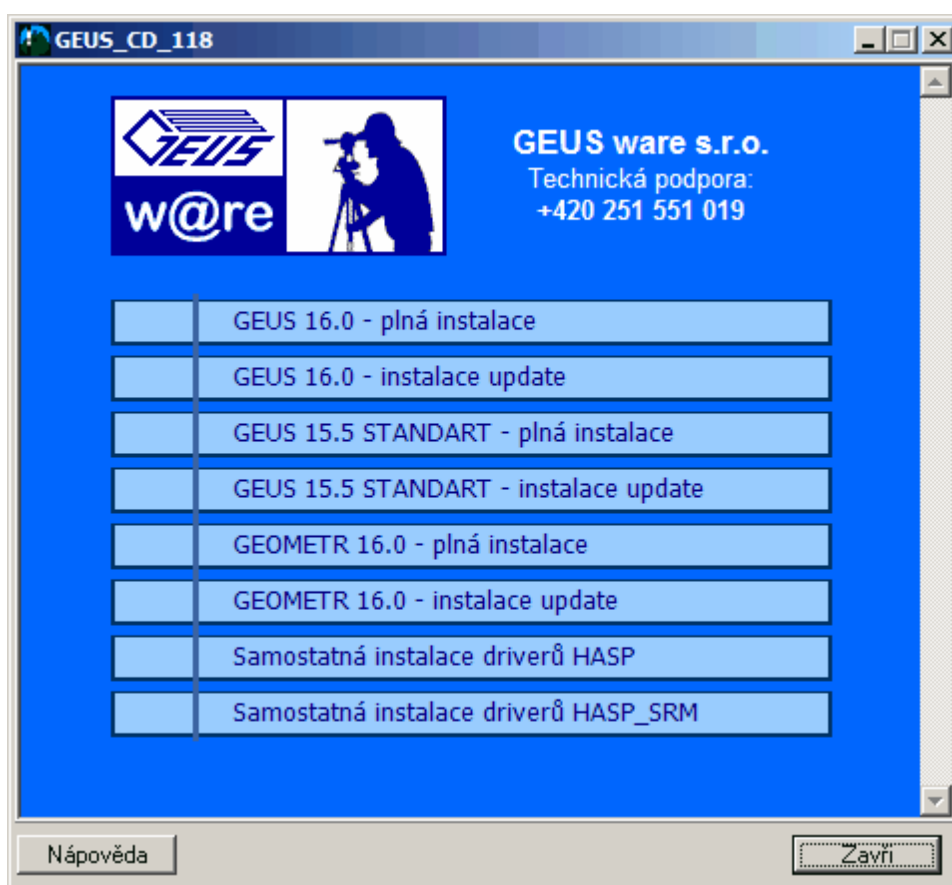 GEUS_CD_118
GEUS
w@re
GEUS ware s.r.o.
Technická podpora:
+420 251 551 019
GEUS 16.0 - plná instalace
GEUS 16.0 - instalace update
GEUS 15.5 STANDART - plná instalace
GEUS 15.5 STANDART - instalace update
GEOMETR 16.0 - plná instalace
GEOMETR 16.0 - instalace update
Samostatná instalace driverů HASP
Samostatná instalace driverů HASP_SRM
Nápověda
Zavři